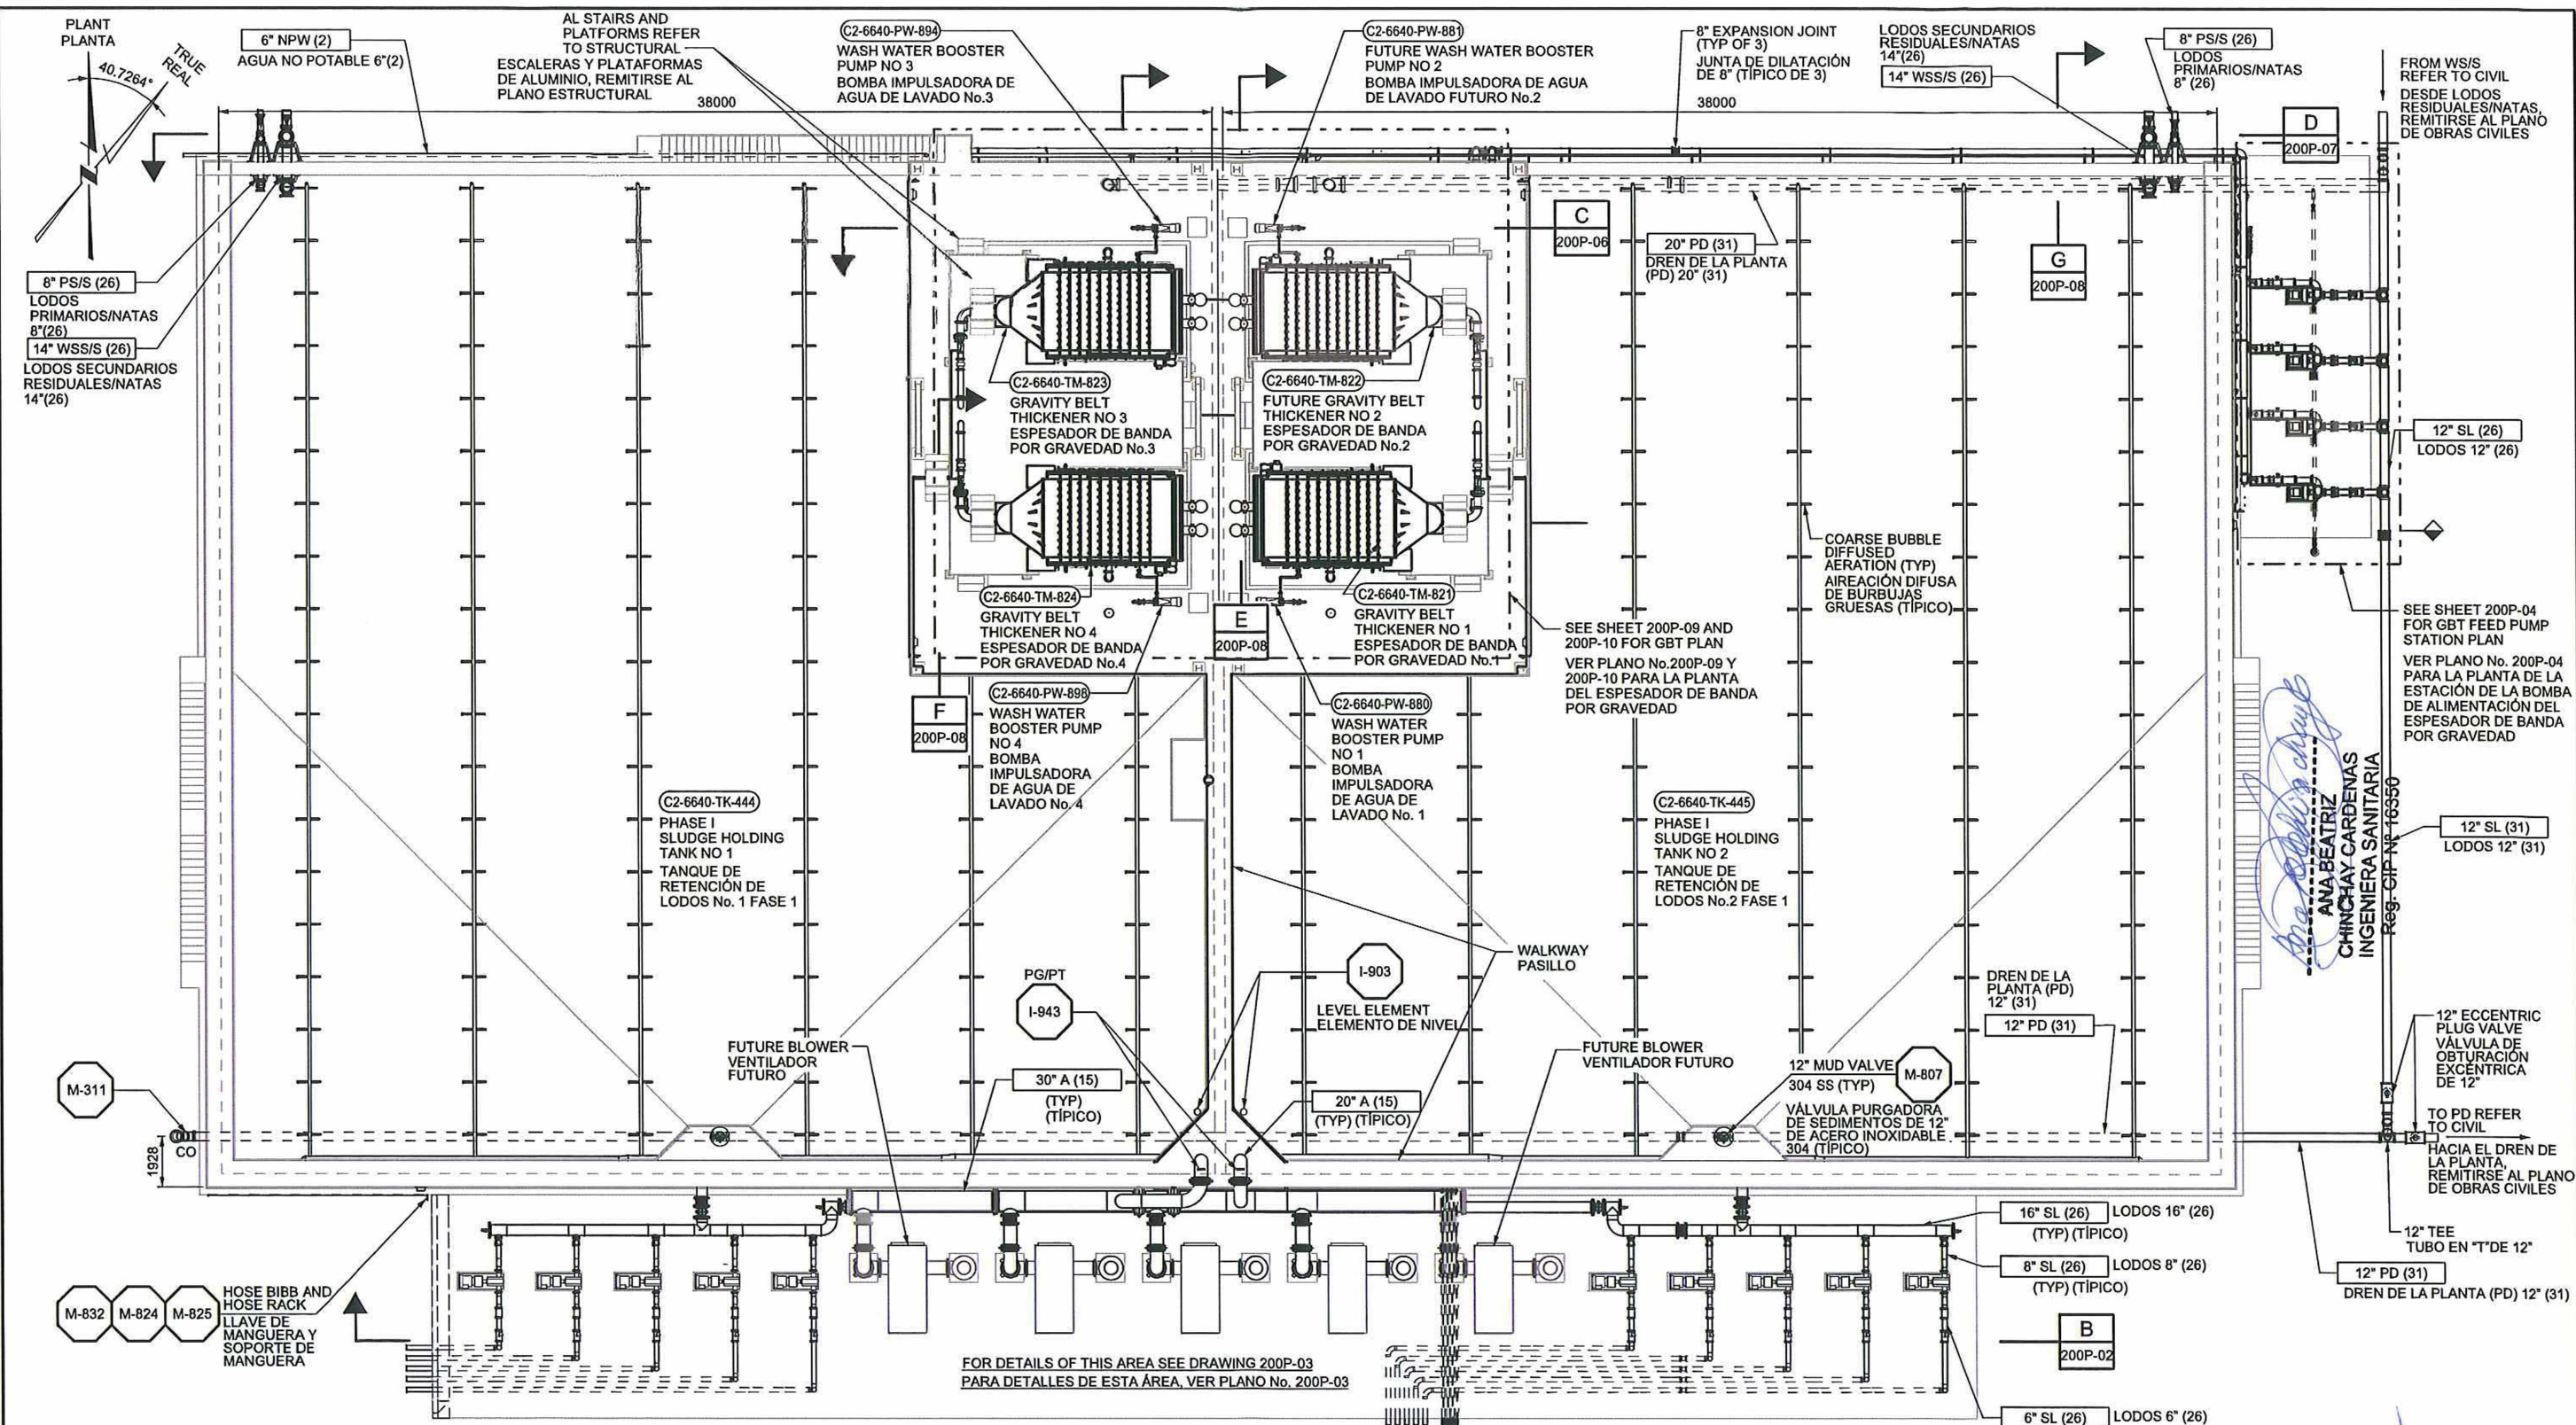 PLANT
PLANTA
40.7264°
TRUE
REAL
6" NPW (2)
AGUA NO POTABLE 6"(2)
AL STAIRS AND
PLATFORMS REFER
TO STRUCTURAL
ESCALERAS Y PLATAFORMAS
DE ALUMINIO, REMITIRSE AL
PLANO ESTRUCTURAL
38000
C2-6640-PW-894
WASH WATER BOOSTER
PUMP NO 3
BOMBA IMPULSADORA DE
AGUA DE LAVADO No.3
C2-6640-PW-881
FUTURE WASH WATER BOOSTER
PUMP NO 2
BOMBA IMPULSADORA DE AGUA
DE LAVADO FUTURO No.2
8" EXPANSION JOINT
(TYP OF 3)
JUNTA DE DILATACIÓN
DE 8" (TÍPICO DE 3)
38000
LODOS SECUNDARIOS
RESIDUALES/NATAS
14"(26)
14" WSS/S (26)
8" PS/S (26)
LODOS
PRIMARIOS/NATAS
8" (26)
FROM WS/S
REFER TO CIVIL
DESDE LODOS
RESIDUALES/NATAS,
REMITIRSE AL PLANO
DE OBRAS CIVILES
D
200P-07
C
200P-06
20" PD (31)
DREN DE LA PLANTA
(PD) 20" (31)
G
200P-08
8" PS/S (26)
LODOS
PRIMARIOS/NATAS
8"(26)
14" WSS/S (26)
LODOS SECUNDARIOS
RESIDUALES/NATAS
14"(26)
H
H
H
H
C2-6640-TM-823
GRAVITY BELT
THICKENER NO 3
ESPESADOR DE BANDA
POR GRAVEDAD No.3
C2-6640-TM-822
FUTURE GRAVITY BELT
THICKENER NO 2
ESPESADOR DE BANDA
POR GRAVEDAD No.2
12" SL (26)
LODOS 12" (26)
COARSE BUBBLE
DIFFUSED
AERATION (TYP)
AIREACIÓN DIFUSA
DE BURBUJAS
GRUESAS (TÍPICO)
C2-6640-TM-824
GRAVITY BELT
THICKENER NO 4
ESPESADOR DE BANDA
POR GRAVEDAD No.4
E
200P-08
C2-6640-TM-821
GRAVITY BELT
THICKENER NO 1
ESPESADOR DE BANDA
POR GRAVEDAD No.1
SEE SHEET 200P-09 AND
200P-10 FOR GBT PLAN
VER PLANO No.200P-09 Y
200P-10 PARA LA PLANTA
DEL ESPESADOR DE BANDA
POR GRAVEDAD
SEE SHEET 200P-04
FOR GBT FEED PUMP
STATION PLAN
VER PLANO No. 200P-04
PARA LA PLANTA DE LA
ESTACIÓN DE LA BOMBA
DE ALIMENTACIÓN DEL
ESPESADOR DE BANDA
POR GRAVEDAD
H
H
F
200P-08
C2-6640-PW-898
WASH WATER
BOOSTER PUMP
NO 4
BOMBA
IMPULSADORA
DE AGUA DE
LAVADO No. 4
C2-6640-PW-880
WASH WATER
BOOSTER PUMP
NO 1
BOMBA
IMPULSADORA
DE AGUA DE
LAVADO No. 1
C2-6640-TK-444
PHASE I
SLUDGE HOLDING
TANK NO 1
TANQUE DE
RETENCIÓN DE
LODOS No. 1 FASE 1
C2-6640-TK-445
PHASE I
SLUDGE HOLDING
TANK NO 2
TANQUE DE
RETENCIÓN DE
LODOS No.2 FASE 1
ANA BEATRIZ
CHINCHAY CARDENAS
INGENIERA SANITARIA
Reg. CIP Nº 16350
12" SL (31)
LODOS 12" (31)
WALKWAY
PASILLO
PG/PT
I-943
I-903
LEVEL ELEMENT
ELEMENTO DE NIVEL
DREN DE LA
PLANTA (PD)
12" (31)
12" PD (31)
12" ECCENTRIC
PLUG VALVE
VÁLVULA DE
OBTURACIÓN
EXCÉNTRICA
DE 12"
FUTURE BLOWER
VENTILADOR
FUTURO
FUTURE BLOWER
VENTILADOR FUTURO
30" A (15)
(TYP)
(TÍPICO)
20" A (15)
(TYP) (TÍPICO)
12" MUD VALVE
304 SS (TYP)
M-807
VÁLVULA PURGADORA
DE SEDIMENTOS DE 12"
DE ACERO INOXIDABLE
304 (TÍPICO)
M-311
CO
1928
TO PD REFER
TO CIVIL
HACIA EL DREN DE
LA PLANTA,
REMITIRSE AL PLANO
DE OBRAS CIVILES
16" SL (26) LODOS 16" (26)
(TYP) (TÍPICO)
12" TEE
TUBO EN "T"DE 12"
8" SL (26) LODOS 8" (26)
(TYP) (TÍPICO)
12" PD (31)
DREN DE LA PLANTA (PD) 12" (31)
M-832
M-824
M-825
HOSE BIBB AND
HOSE RACK
LLAVE DE
MANGUERA Y
SOPORTE DE
MANGUERA
B
200P-02
FOR DETAILS OF THIS AREA SEE DRAWING 200P-03
PARA DETALLES DE ESTA ÁREA, VER PLANO No. 200P-03
6" SL (26) LODOS 6" (26)